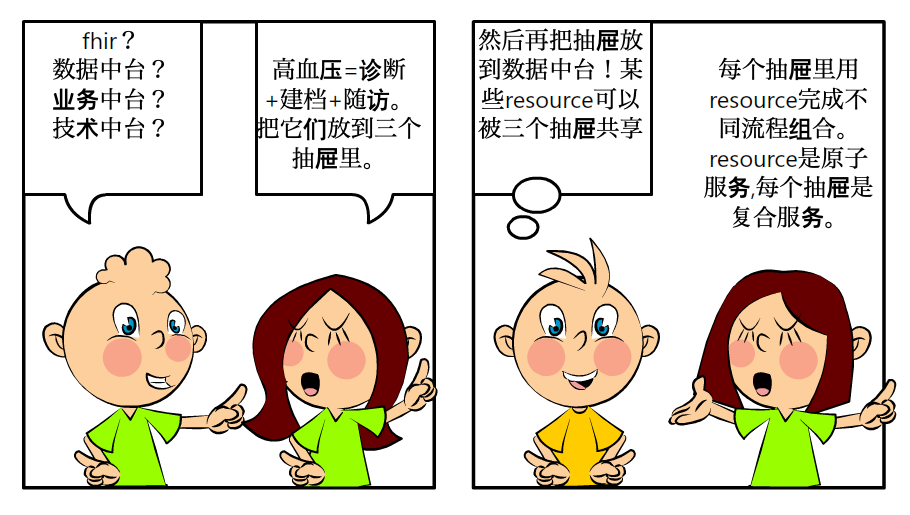 fhir？
数据中台？
业务中台？
技术中台？
高血压=诊断
+建档+随访。
把它们放到三个
抽屉里。
然后再把抽屉放
到数据中台！某
些resource可以
被三个抽屉共享
每个抽屉里用
resource完成不
同流程组合。
resource是原子
服务,每个抽屉是
复合服务。